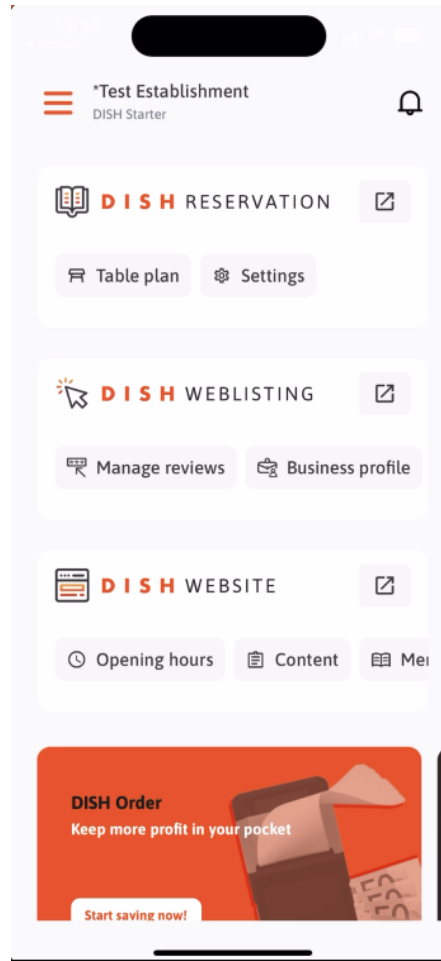 *Test Establishment
DISH Starter
DISH RESERVATION
Table plan
Settings
DISH WEBLISTING
Manage reviews
Business profile
DISH WEBSITE
Opening hours
Content
DISH Order
Keep more profit in your pocket
Start saving now!